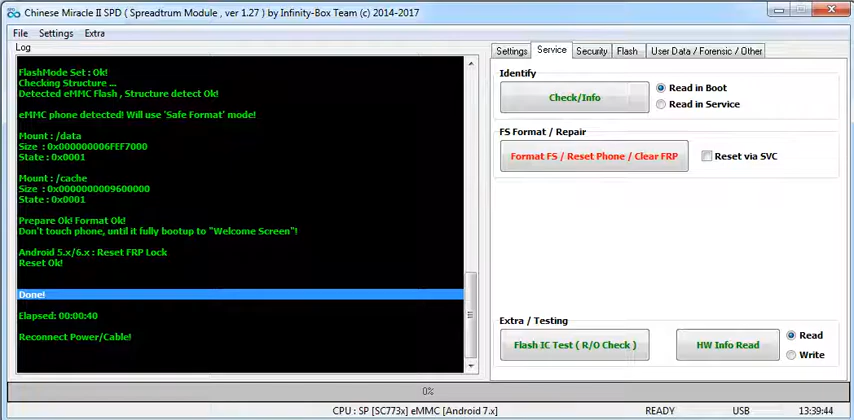 Chinese Miracle II SPD ( Spreadtrum Module , ver 1.27 ) by Infinity-Box Team (c) 2014-2017
File Settings Extra
Log
FlashMode Set : Ok!
Checking Structure ...
Detected eMMC Flash , Structure detect Ok!
eMMC phone detected! Will use 'Safe Format' mode!
Mount : /data
Size : 0x000000006FEF7000
State : 0x0001
Mount : /cache
Size : 0x0000000009600000
State : 0x0001
Prepare Ok! Format Ok!
Don't touch phone, until it fully bootup to "Welcome Screen"!
Android 5.x/6.x : Reset FRP Lock
Reset Ok!
Done!
Elapsed: 00:00:40
Reconnect Power/Cable!
Settings Service Security Flash User Data / Forensic / Other
Identify
Check/Info
Read in Boot
Read in Service
FS Format / Repair
Format FS / Reset Phone / Clear FRP
Reset via SVC
Extra / Testing
Flash IC Test ( R/O Check )
HW Info Read
Read
Write
0%
CPU : SP [SC773x] eMMC [Android 7.x] READY USB 13:39:44